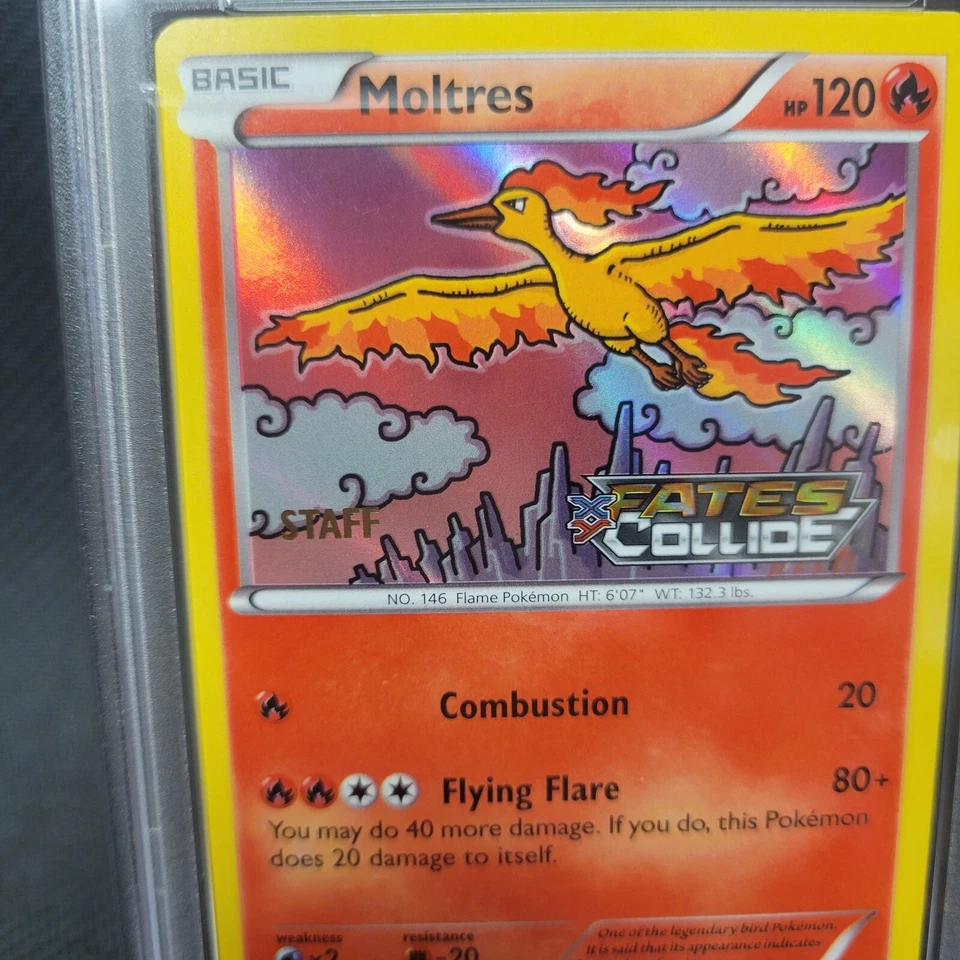 BASIC
Moltres
HP 120
STAFF
XY
FATES
COLLIDE
NO. 146 Flame Pokémon HT: 6'07" WT: 132.3 lbs.
Combustion 20
Flying Flare 80+
You may do 40 more damage. If you do, this Pokémon
does 20 damage to itself.
weakness resistance
×2 -20
One of the legendary bird Pokémon.
It is said that its appearance indicates